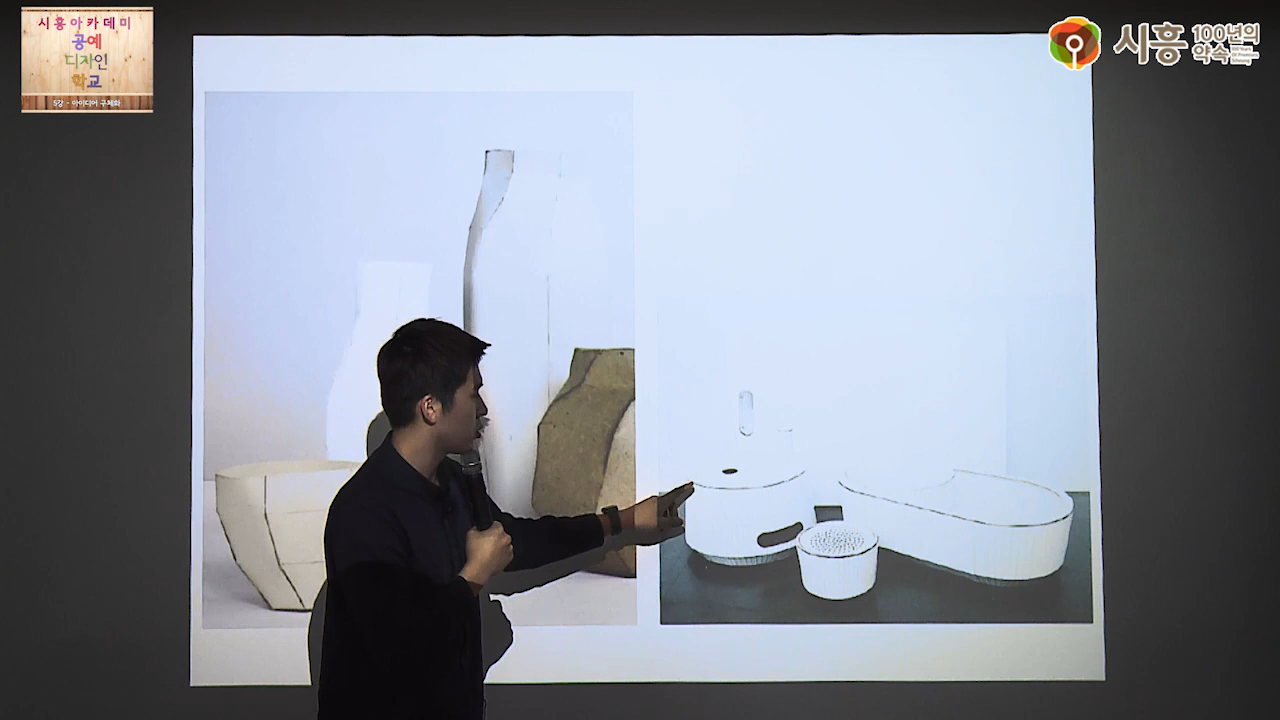 시흥아카데미
공예
디자인
학교
5강 - 아이디어 구체화
시흥 100년의
약속